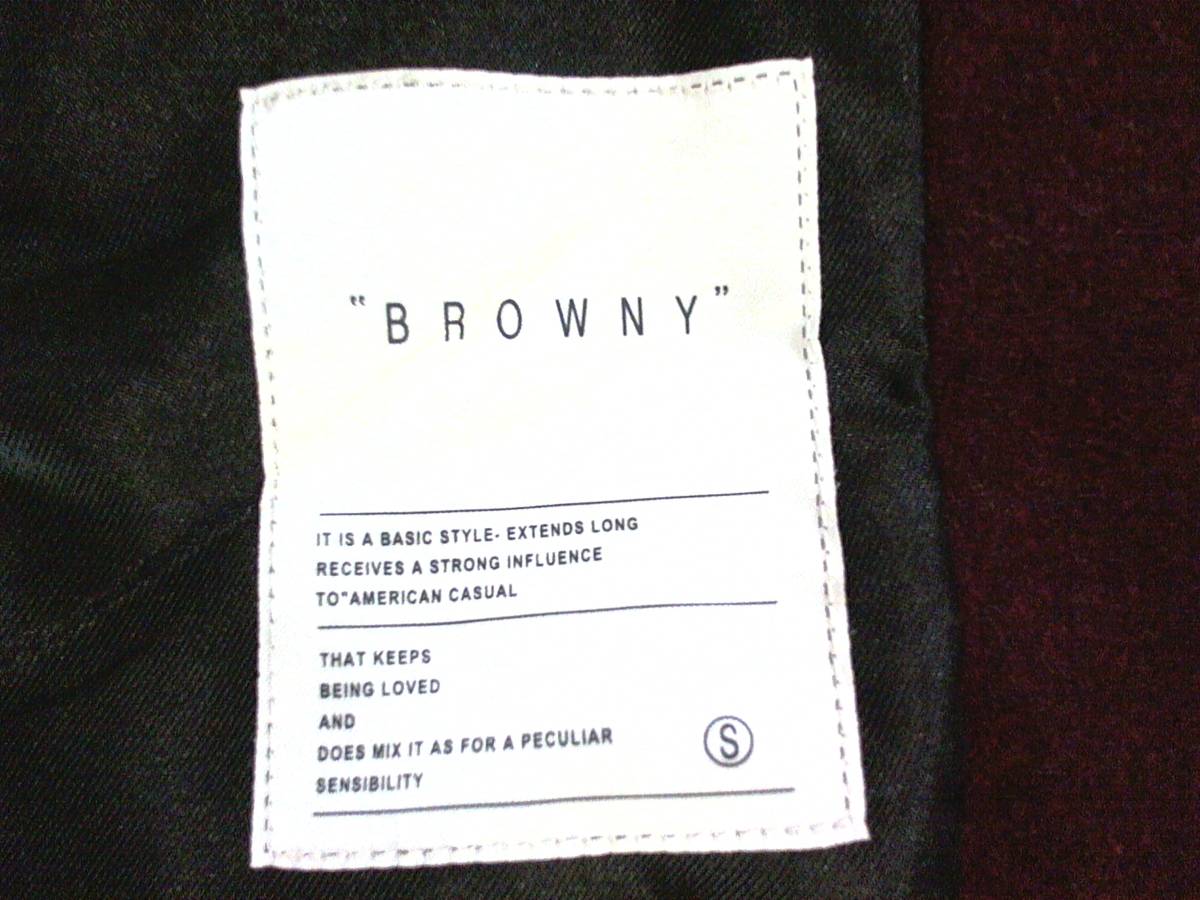 “BROWNY”
IT IS A BASIC STYLE- EXTENDS LONG
RECEIVES A STRONG INFLUENCE
TO"AMERICAN CASUAL
THAT KEEPS
BEING LOVED
AND
DOES MIX IT AS FOR A PECULIAR
SENSIBILITY
S